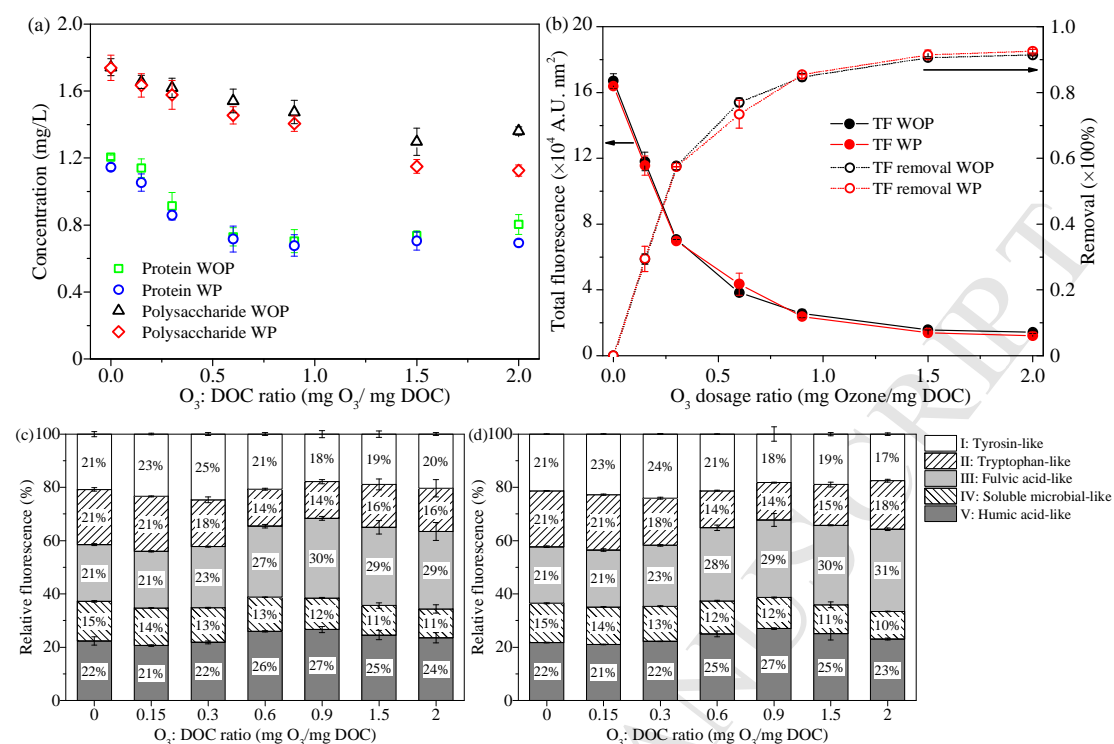 (a)
2.0
1.6
1.2
0.8
0.4
0
Concentration (mg/L)
Protein WOP
Protein WP
Polysaccharide WOP
Polysaccharide WP
0.0 0.5 1.0 1.5 2.0
O3: DOC ratio (mg O3/ mg DOC)
(b)
20
16
12
8
4
0
Total fluorescence (×10⁴ A.U. nm²)
TF WOP
TF WP
TF removal WOP
TF removal WP
1.0
0.8
0.6
0.4
0.2
0
Removal (×100%)
0.0 0.5 1.0 1.5 2.0
O3 dosage ratio (mg Ozone/mg DOC)
(c)
100
80
60
40
20
0
Relative fluorescence (%)
21% 23% 25% 21% 18% 19% 20%
21% 21% 18% 14% 14% 16% 16%
21% 21% 23% 27% 30% 29% 29%
15% 14% 13% 13% 12% 11% 11%
22% 21% 22% 26% 27% 25% 24%
0 0.15 0.3 0.6 0.9 1.5 2
O3: DOC ratio (mg O3/mg DOC)
(d)
100
80
60
40
20
0
Relative fluorescence (%)
21% 23% 24% 21% 18% 19% 17%
21% 21% 18% 14% 14% 15% 18%
21% 21% 23% 28% 29% 30% 31%
15% 14% 13% 12% 12% 11% 10%
22% 21% 22% 25% 27% 25% 23%
0 0.15 0.3 0.6 0.9 1.5 2
O3: DOC ratio (mg O3/mg DOC)
I: Tyrosin-like
II: Tryptophan-like
III: Fulvic acid-like
IV: Soluble microbial-like
V: Humic acid-like